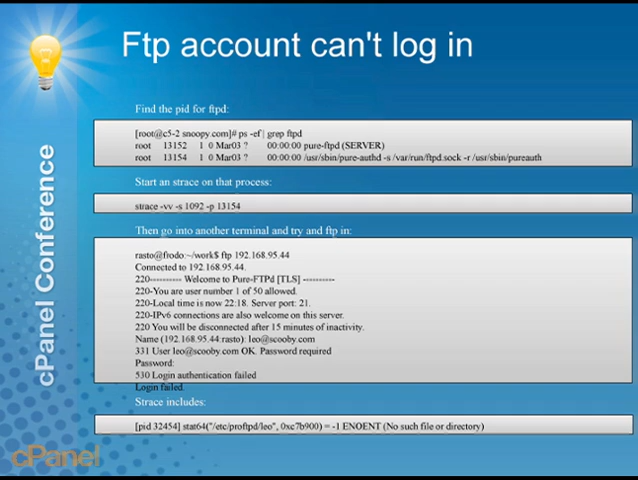 Ftp account can't log in
Find the pid for ftpd:
[root@c5-2 snoopy.com]# ps -ef | grep ftpd
root 13152 1 0 Mar03 ? 00:00:00 pure-ftpd (SERVER)
root 13154 1 0 Mar03 ? 00:00:00 /usr/sbin/pure-authd -s /var/run/ftpd.sock -r /usr/sbin/pureauth
Start an strace on that process:
strace -vv -s 1092 -p 13154
Then go into another terminal and try and ftp in:
rasto@frodo:~/work$ ftp 192.168.95.44
Connected to 192.168.95.44.
220---------- Welcome to Pure-FTPd [TLS] ----------
220-You are user number 1 of 50 allowed.
220-Local time is now 22:18. Server port: 21.
220-IPv6 connections are also welcome on this server.
220 You will be disconnected after 15 minutes of inactivity.
Name (192.168.95.44:rasto): leo@scooby.com
331 User leo@scooby.com OK. Password required
Password:
530 Login authentication failed
Login failed.
Strace includes:
[pid 32454] stat64("/etc/proftpd/leo", 0xc7b900) = -1 ENOENT (No such file or directory)
cPanel Conference
cPanel